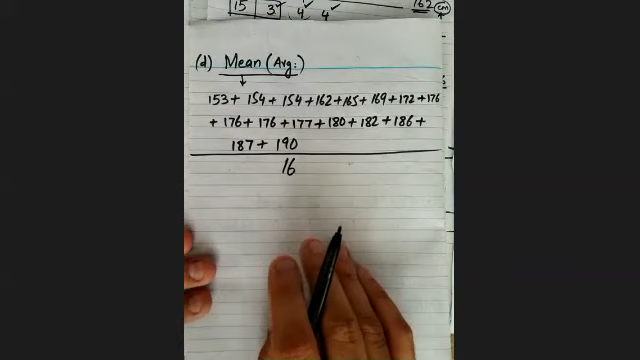 15 3 4 4 162 cm
(d) Mean (Avg:)
153 + 154 + 154 + 162 + 165 + 169 + 172 + 176
+ 176 + 176 + 177 + 180 + 182 + 186 +
187 + 190
16